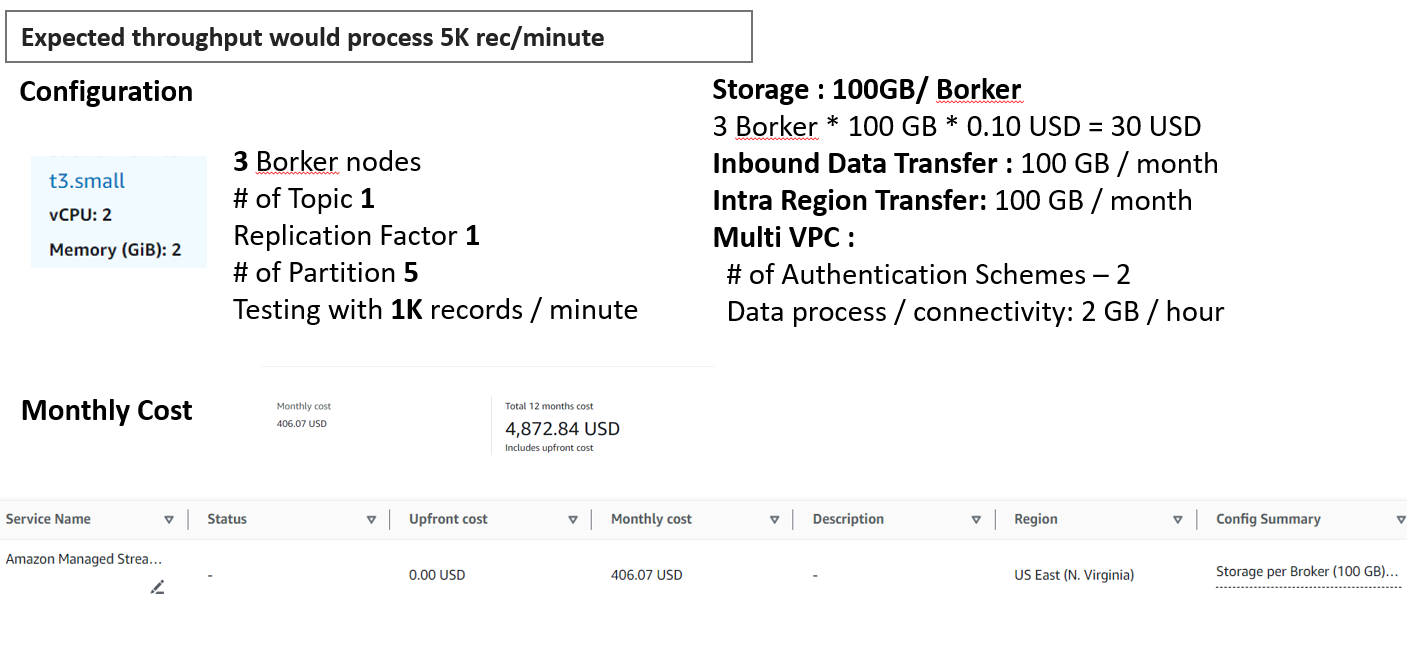 Expected throughput would process 5K rec/minute
Configuration
t3.small
vCPU: 2
Memory (GiB): 2
3 Borker nodes
# of Topic 1
Replication Factor 1
# of Partition 5
Testing with 1K records / minute
Storage : 100GB/ Borker
3 Borker * 100 GB * 0.10 USD = 30 USD
Inbound Data Transfer : 100 GB / month
Intra Region Transfer: 100 GB / month
Multi VPC :
# of Authentication Schemes – 2
Data process / connectivity: 2 GB / hour
Monthly Cost
Monthly cost
406.07 USD
Total 12 months cost
4,872.84 USD
Includes upfront cost
Service Name Status Upfront cost Monthly cost Description Region Config Summary
Amazon Managed Strea... - 0.00 USD 406.07 USD - US East (N. Virginia) Storage per Broker (100 GB)...